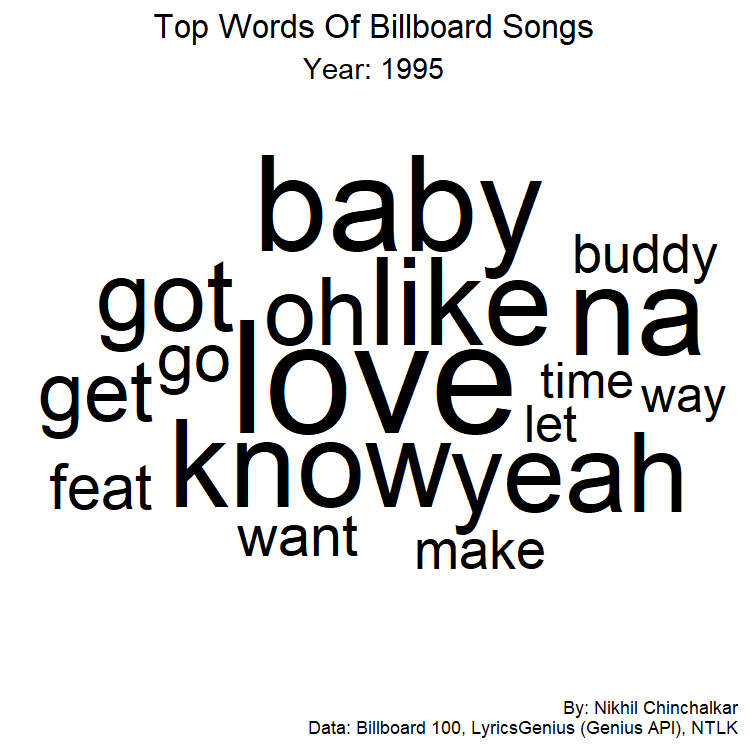 Top Words Of Billboard Songs
Year: 1995
baby
buddy
got
oh
like
na
get
go
love
time
way
let
know
yeah
feat
want
make
By: Nikhil Chinchalkar
Data: Billboard 100, LyricsGenius (Genius API), NTLK